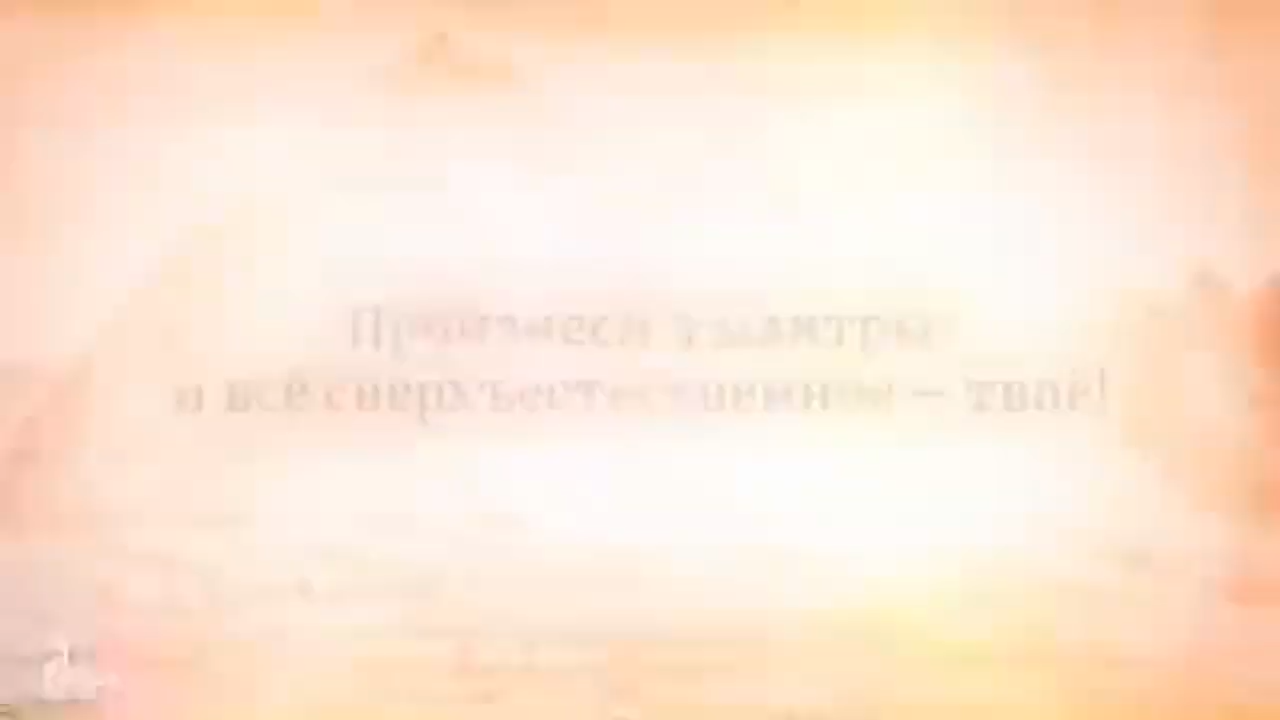 Произнеси мантры
и всё сверхъестественное – твоё!